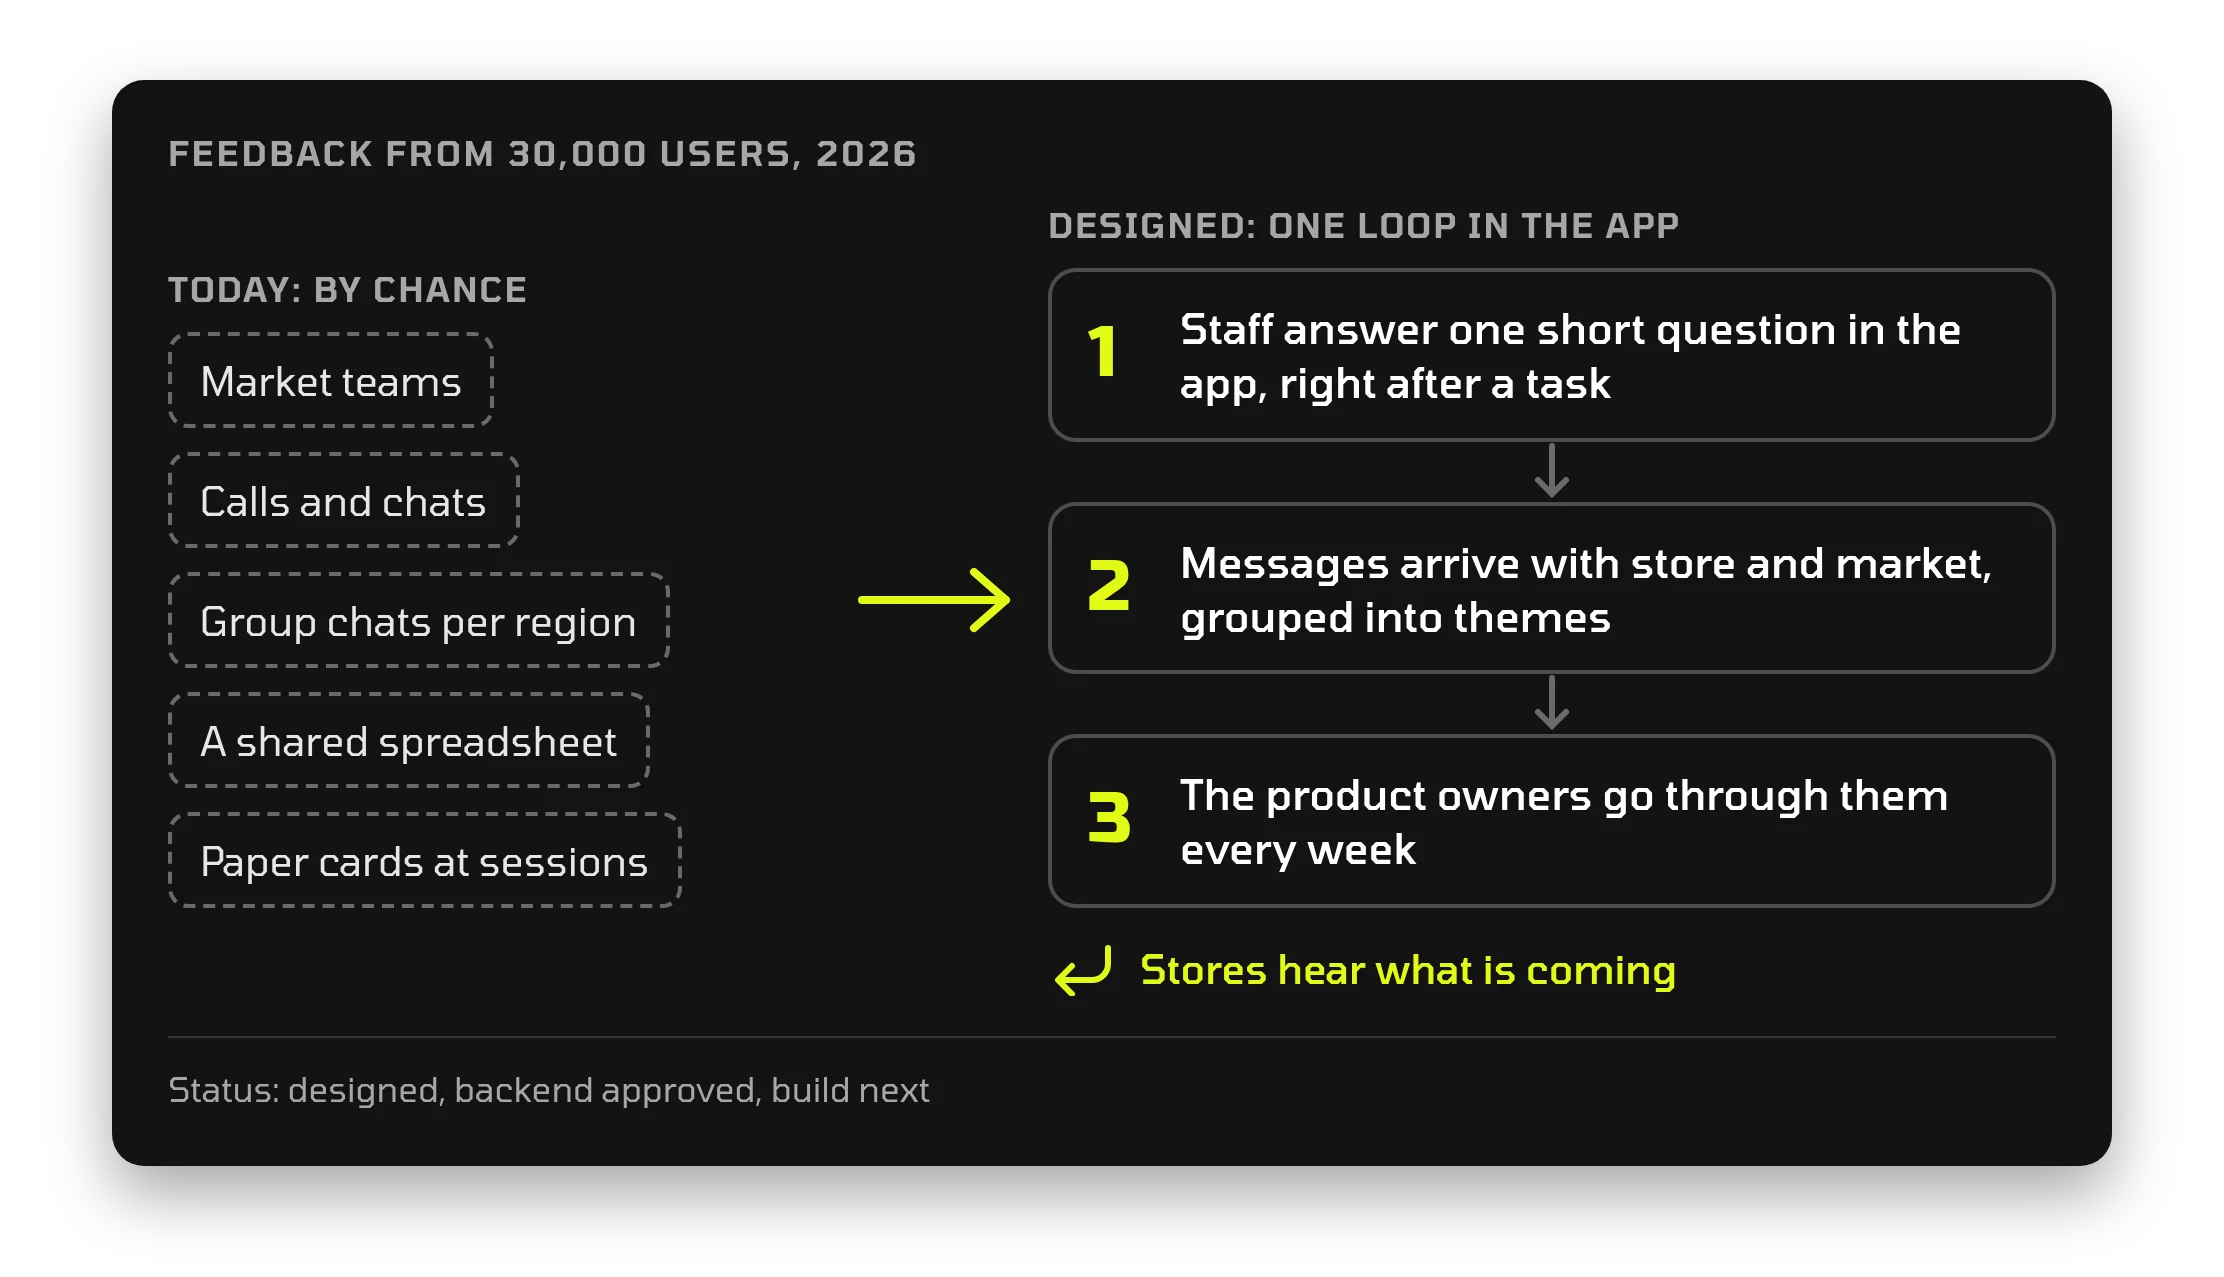 FEEDBACK FROM 30,000 USERS, 2026
TODAY: BY CHANCE
Market teams
Calls and chats
Group chats per region
A shared spreadsheet
Paper cards at sessions
DESIGNED: ONE LOOP IN THE APP
1
Staff answer one short question in the
app, right after a task
2
Messages arrive with store and market,
grouped into themes
3
The product owners go through them
every week
Stores hear what is coming
Status: designed, backend approved, build next